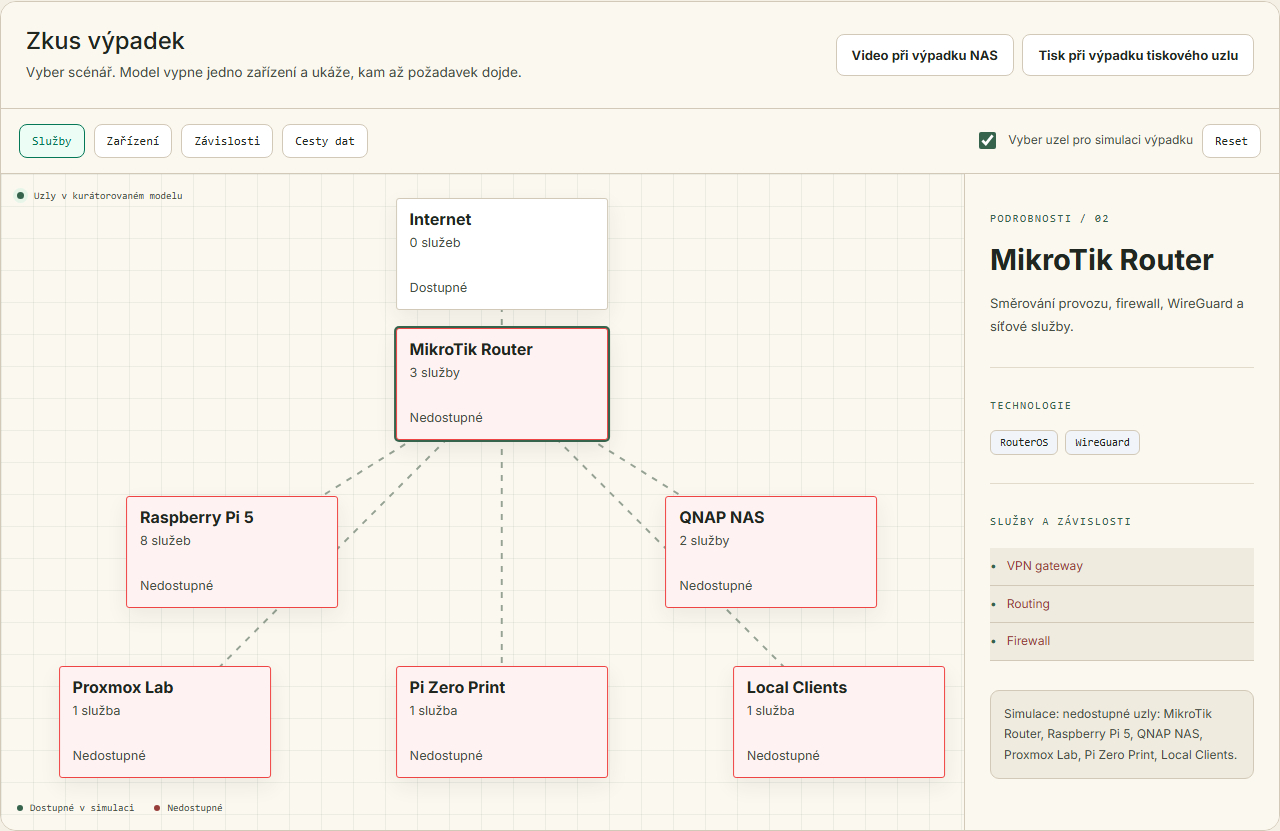 Zkus výpadek
Vyber scénář. Model vypne jedno zařízení a ukáže, kam až požadavek dojde.
Video při výpadku NAS
Tisk při výpadku tiskového uzlu
Služby
Zařízení
Závislosti
Cesty dat
Vyber uzel pro simulaci výpadku
Reset
Uzly v kurátorovaném modelu
Internet
0 služeb
Dostupné
MikroTik Router
3 služby
Nedostupné
Raspberry Pi 5
8 služeb
Nedostupné
QNAP NAS
2 služby
Nedostupné
Proxmox Lab
1 služba
Nedostupné
Pi Zero Print
1 služba
Nedostupné
Local Clients
1 služba
Nedostupné
Dostupné v simulaci
Nedostupné
PODROBNOSTI / 02
MikroTik Router
Směrování provozu, firewall, WireGuard a
síťové služby.
TECHNOLOGIE
RouterOS
WireGuard
SLUŽBY A ZÁVISLOSTI
VPN gateway
Routing
Firewall
Simulace: nedostupné uzly: MikroTik
Router, Raspberry Pi 5, QNAP NAS,
Proxmox Lab, Pi Zero Print, Local Clients.